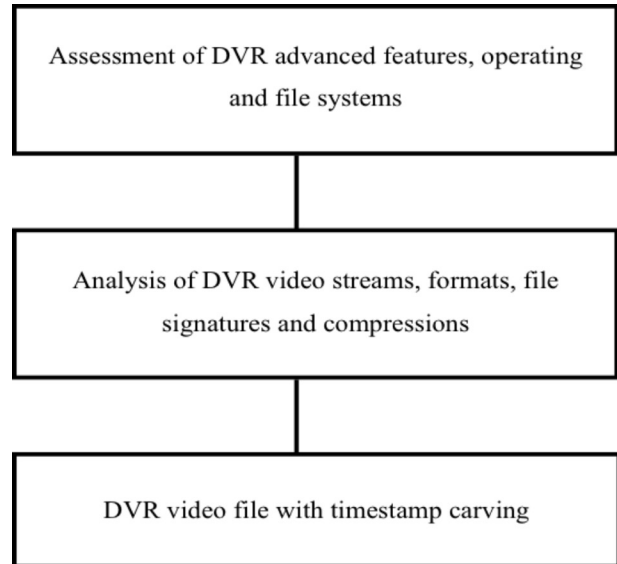 Assessment of DVR advanced features, operating
and file systems
Analysis of DVR video streams, formats, file
signatures and compressions
DVR video file with timestamp carving